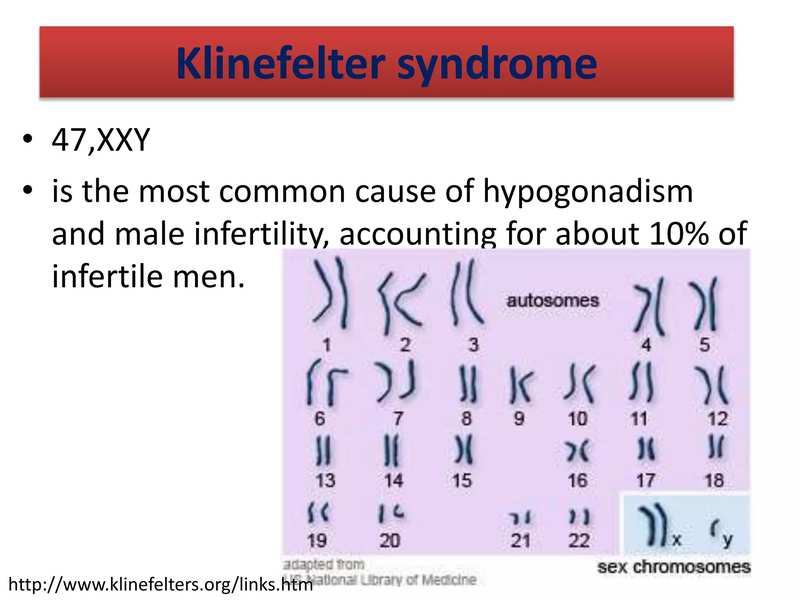 Klinefelter syndrome
• 47,XXY
• is the most common cause of hypogonadism
and male infertility, accounting for about 10% of
infertile men.
autosomes
1 2 3 4 5
6 7 8 9 10 11 12
13 14 15 16 17 18
19 20 21 22 x y
adapted from
US National Library of Medicine
sex chromosomes
http://www.klinefelters.org/links.htm